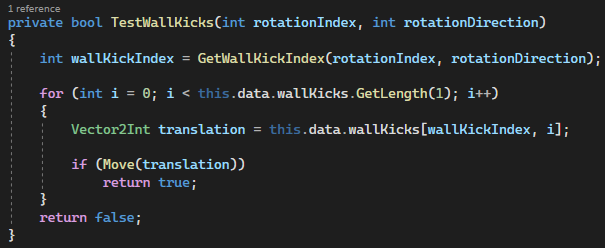 1 reference
private bool TestWallKicks(int rotationIndex, int rotationDirection)
{
    int wallKickIndex = GetWallKickIndex(rotationIndex, rotationDirection);
    for (int i = 0; i < this.data.wallKicks.GetLength(1); i++)
    {
        Vector2Int translation = this.data.wallKicks[wallKickIndex, i];
        if (Move(translation))
            return true;
    }
    return false;
}